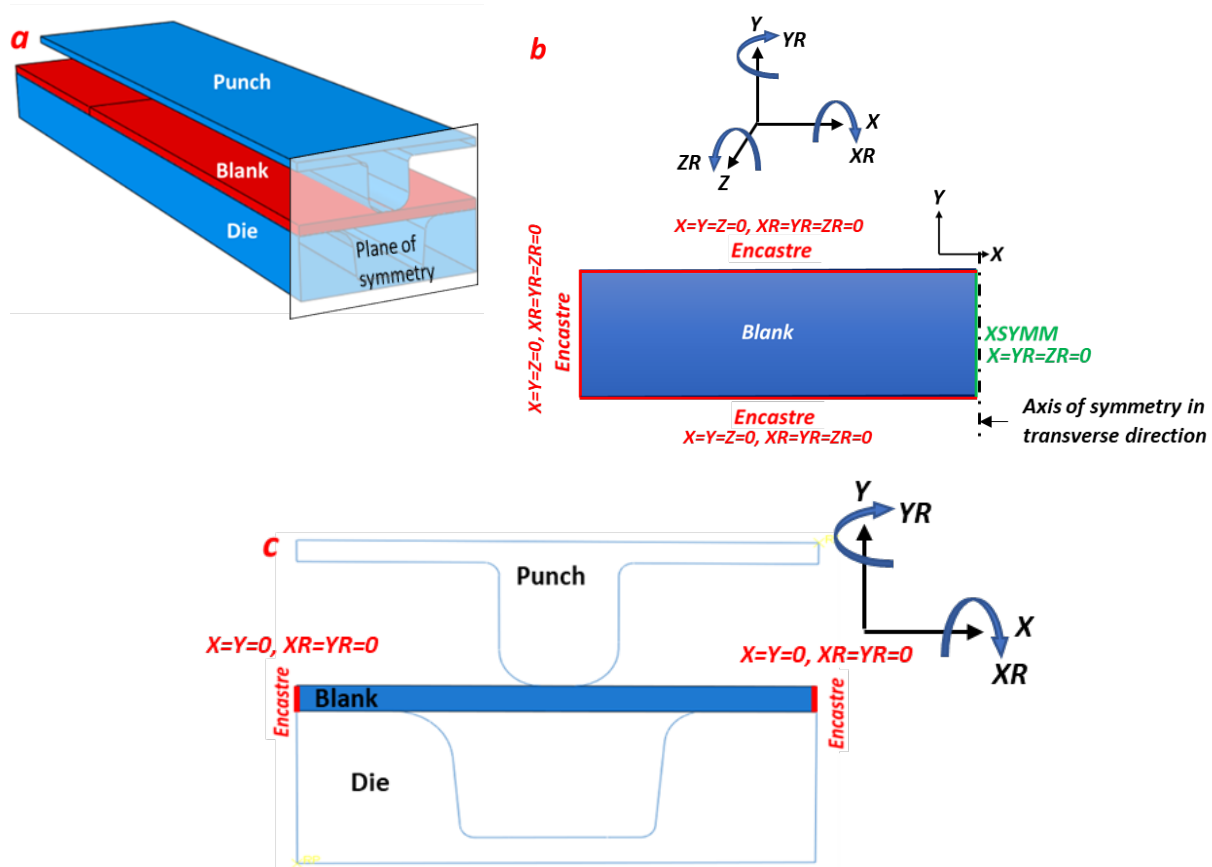 a
Punch
Blank
Die
Plane of
symmetry
b
Y
YR
X
XR
ZR
Z
X=Y=Z=0, XR=YR=ZR=0
Encastre
Y
X
X=Y=Z=0, XR=YR=ZR=0
Encastre
Blank
XSYMM
X=YR=ZR=0
Encastre
X=Y=Z=0, XR=YR=ZR=0
Axis of symmetry in
transverse direction
c
Punch
Y
YR
X
XR
X=Y=0, XR=YR=0
X=Y=0, XR=YR=0
Encastre
Blank
Encastre
Die